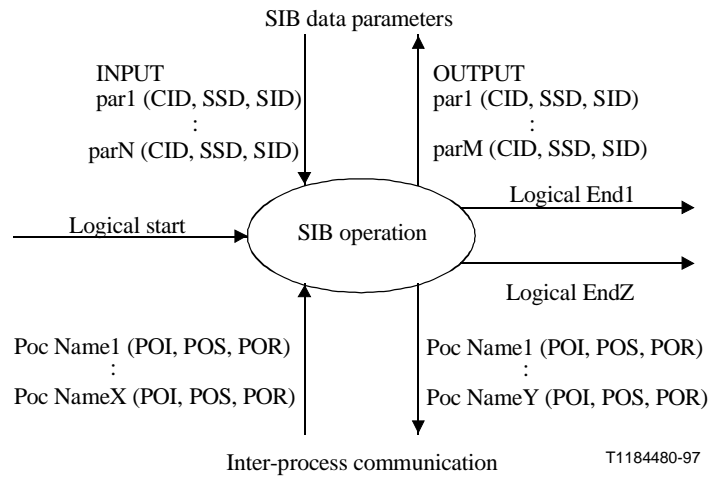 SIB data parameters
INPUT
par1 (CID, SSD, SID)
:
parN (CID, SSD, SID)
OUTPUT
par1 (CID, SSD, SID)
:
parM (CID, SSD, SID)
Logical start
SIB operation
Logical End1
Logical EndZ
Poc Name1 (POI, POS, POR)
:
Poc NameX (POI, POS, POR)
Poc Name1 (POI, POS, POR)
:
Poc NameY (POI, POS, POR)
Inter-process communication
T1184480-97